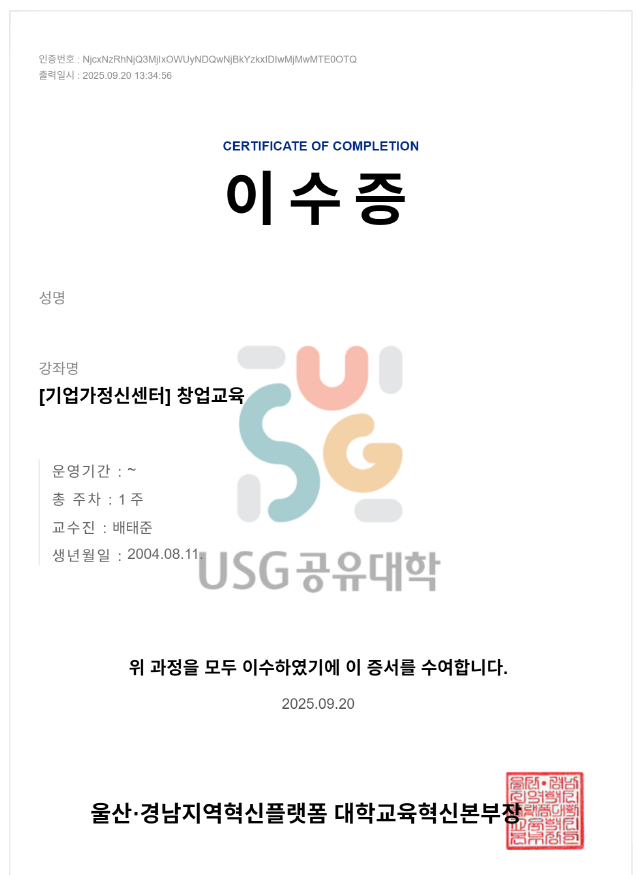 인증번호 : NjcxNzRhNjQ3MjIxOWUyNDQwNjBkYzkxIDIwMjMwMTE0OTQ
출력일시 : 2025.09.20 13:34:56
CERTIFICATE OF COMPLETION
이수증
성명
강좌명
[기업가정신센터] 창업교육
운영기간 : ~
총 주차 : 1 주
교수진 : 배태준
생년월일 : 2004.08.11.
USG 공유대학
위 과정을 모두 이수하였기에 이 증서를 수여합니다.
2025.09.20
울산·경남지역혁신플랫폼 대학교육혁신본부장